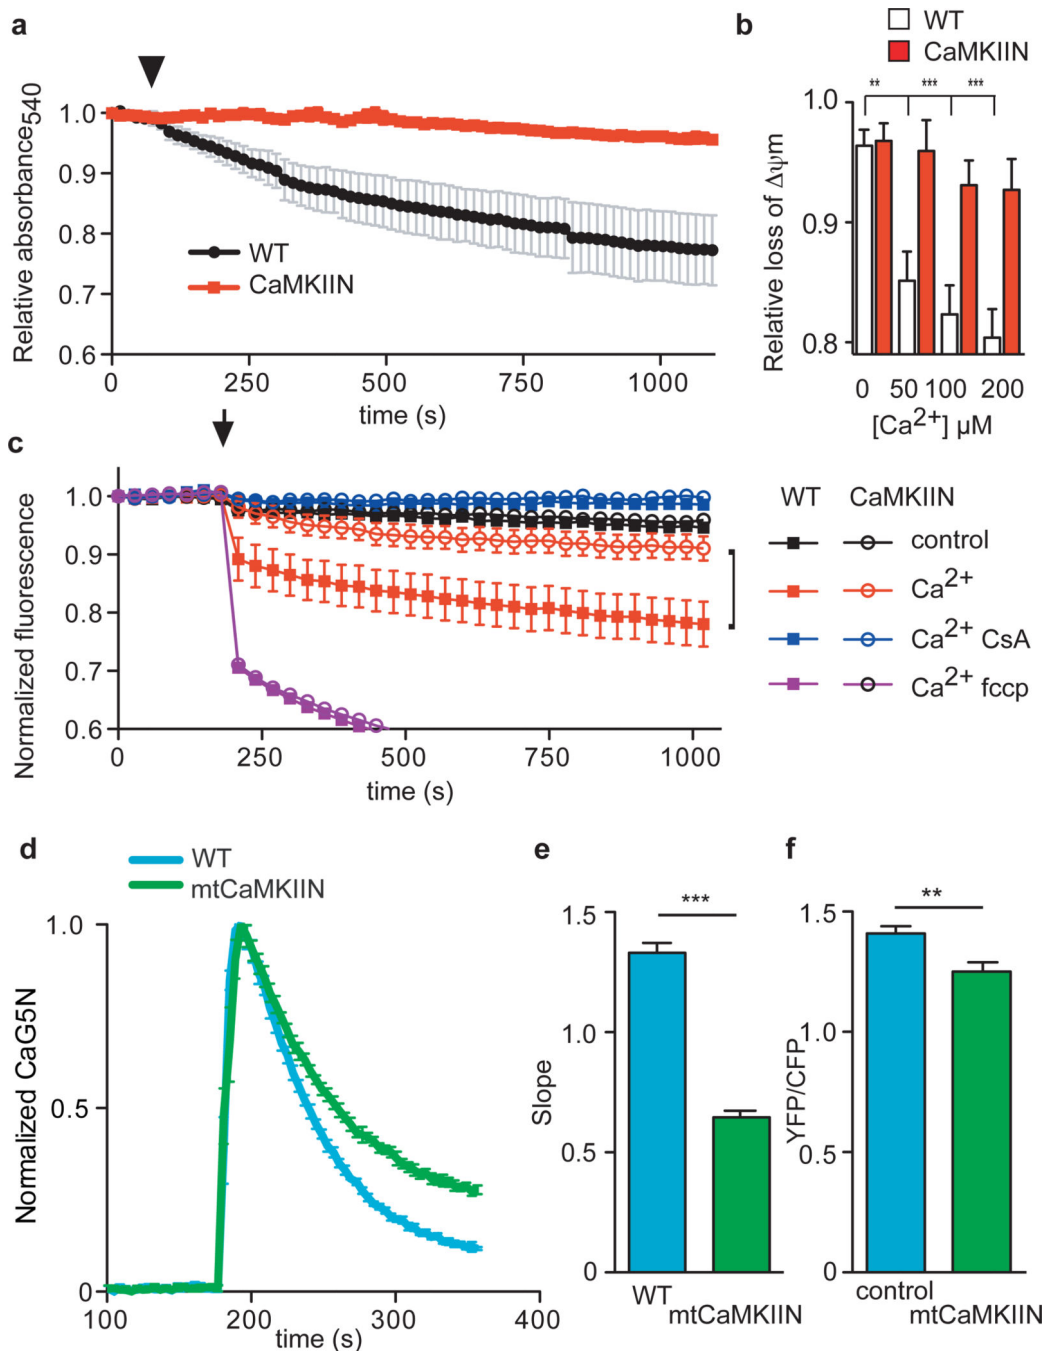 a
Relative absorbance540
1.0
0.9
0.8
0.7
0.6
WT
CaMKIIN
0 250 500 750 1000
time (s)
b
WT
CaMKIIN
** *** ***
Relative loss of Δψm
1.0
0.9
0.8
0 50 100 200
[Ca2+] µM
c
Normalized fluorescence
1.0
0.9
0.8
0.7
0.6
0 250 500 750 1000
time (s)
WT CaMKIIN
control
Ca2+
Ca2+ CsA
Ca2+ fccp
d
WT
mtCaMKIIN
Normalized CaG5N
1.0
0.5
0
100 200 300 400
time (s)
e
***
Slope
1.5
1.0
0.5
0
WT
mtCaMKIIN
f
**
YFP/CFP
1.5
1.0
0.5
0
control
mtCaMKIIN